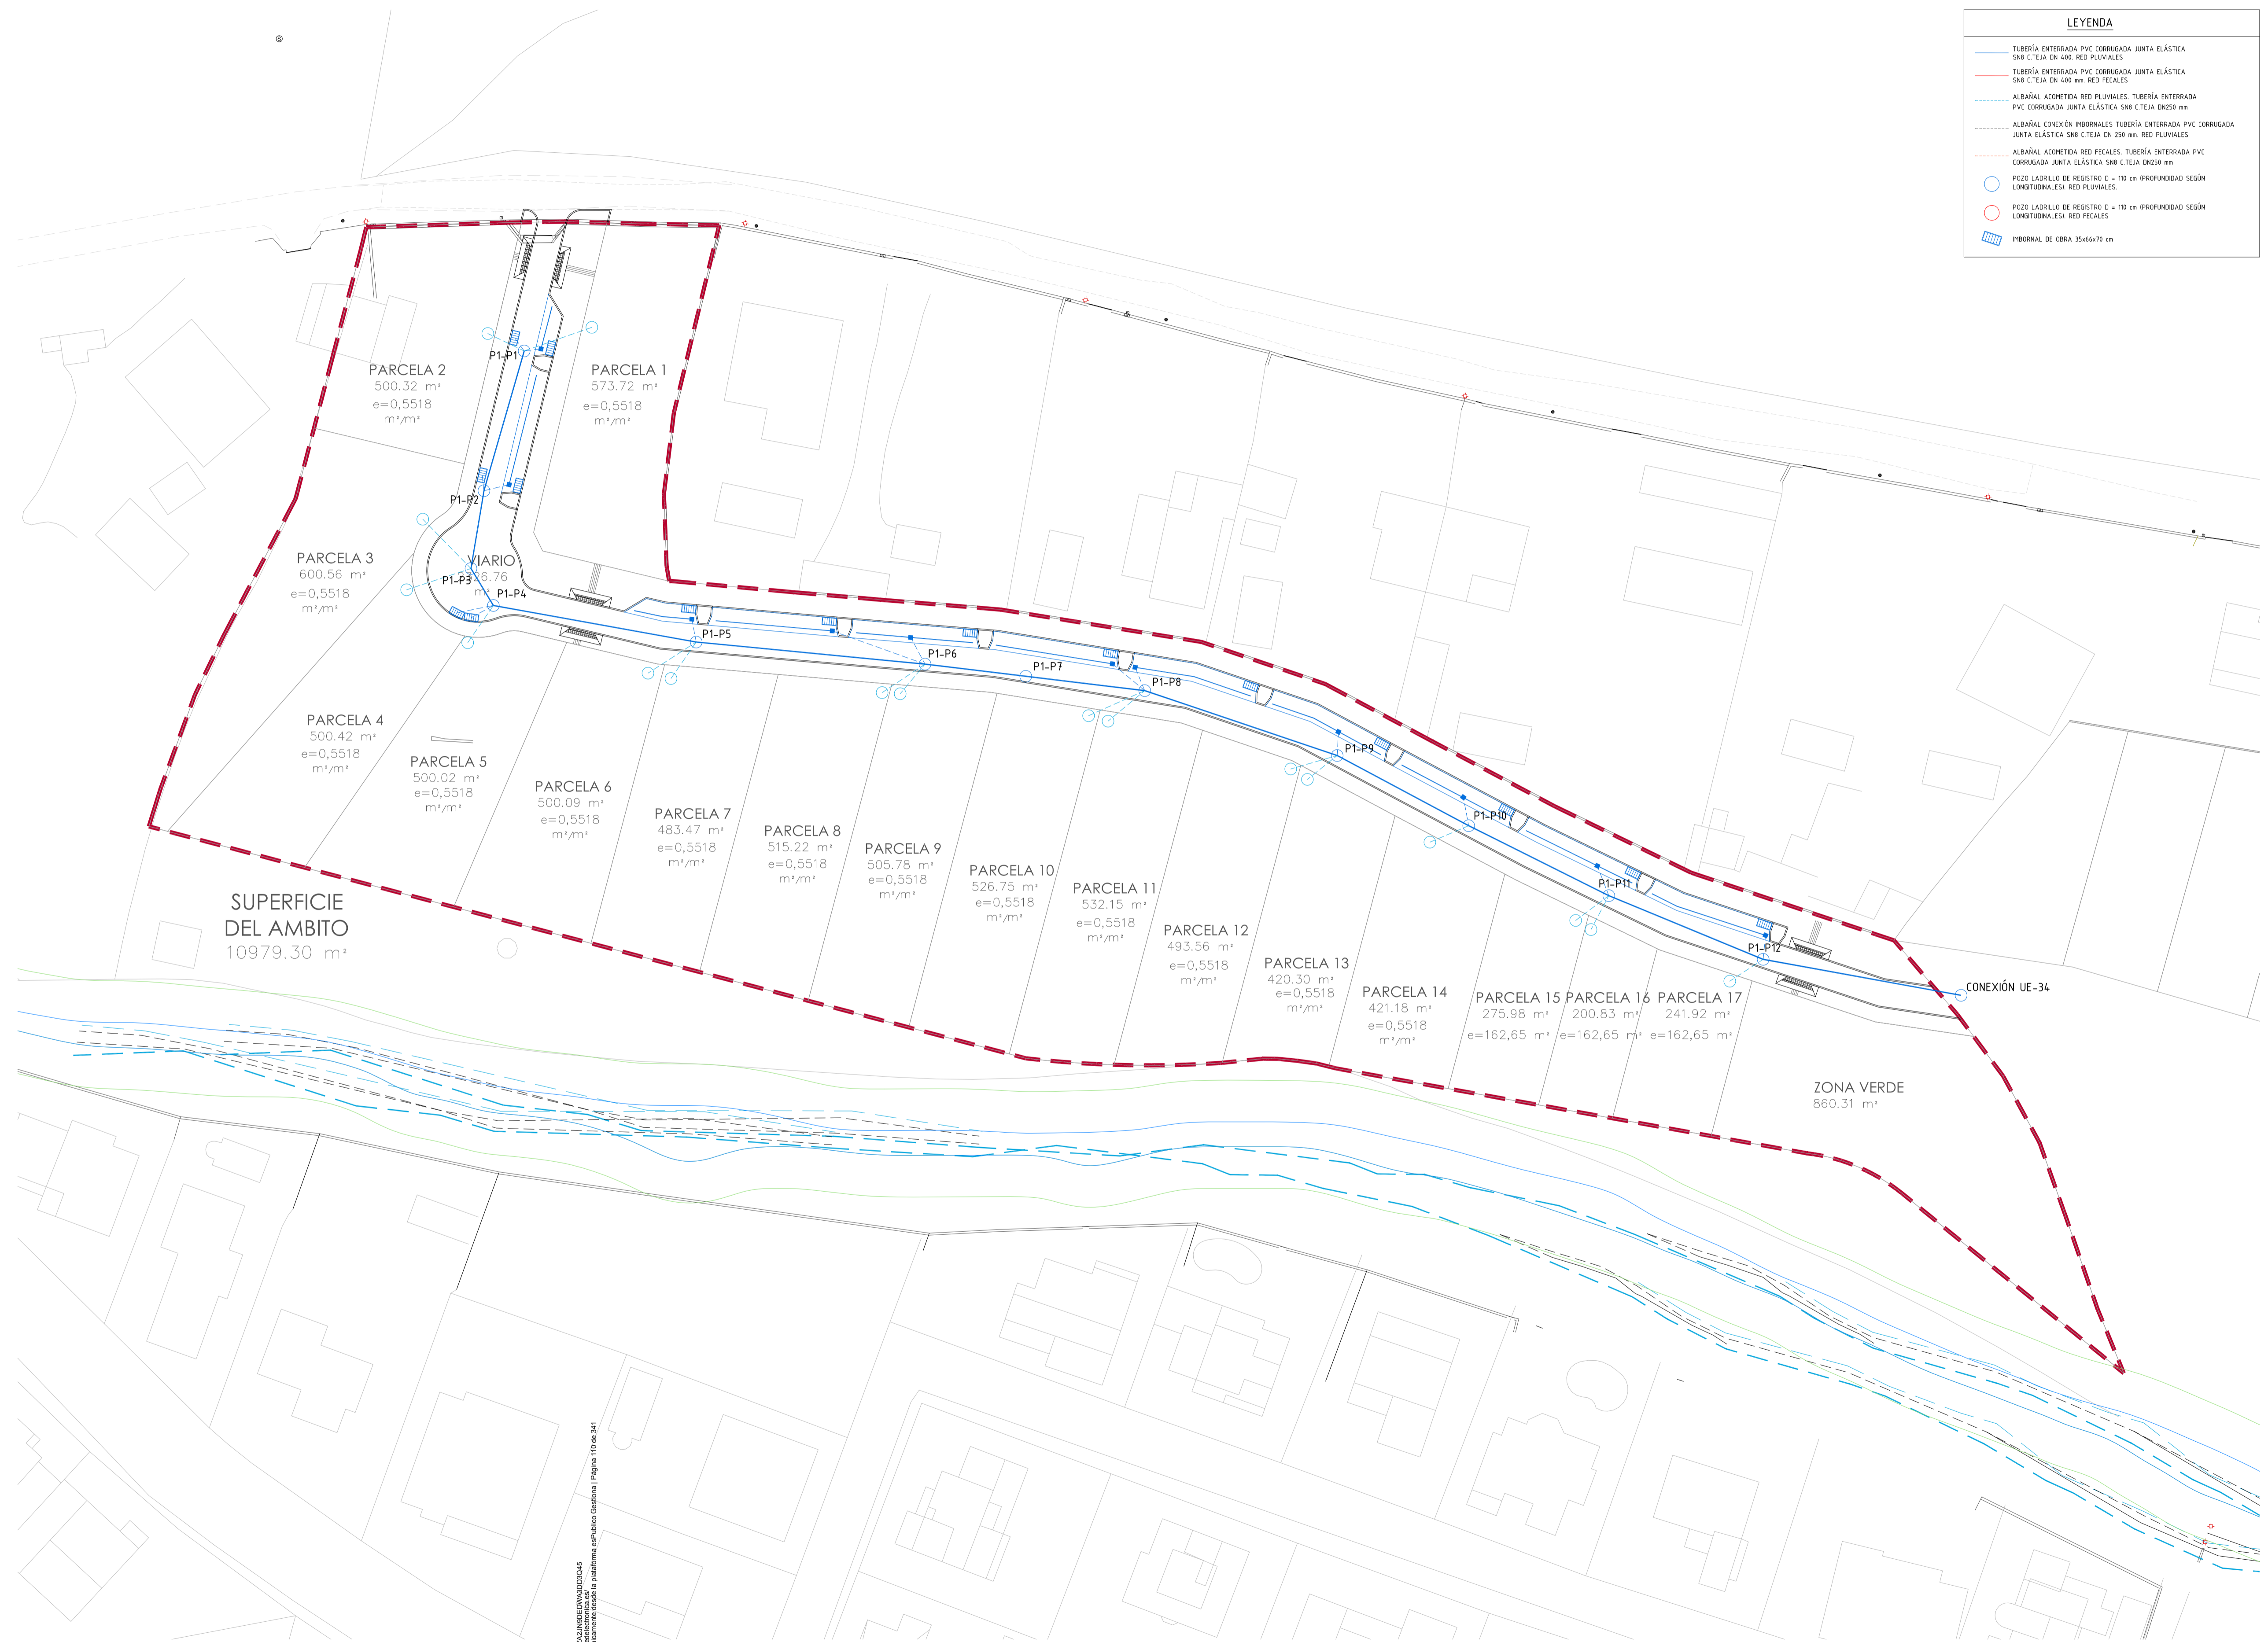 LEYENDA
TUBERÍA ENTERRADA PVC CORRUGADA JUNTA ELÁSTICA
SN8 C.TEJA DN 400. RED PLUVIALES
TUBERÍA ENTERRADA PVC CORRUGADA JUNTA ELÁSTICA
SN8 C.TEJA DN 400 mm. RED FECALES
ALBAÑAL ACOMETIDA RED PLUVIALES. TUBERÍA ENTERRADA
PVC CORRUGADA JUNTA ELÁSTICA SN8 C.TEJA DN250 mm
ALBAÑAL CONEXIÓN IMBORNALES TUBERÍA ENTERRADA PVC CORRUGADA
JUNTA ELÁSTICA SN8 C.TEJA DN 250 mm. RED PLUVIALES
ALBAÑAL ACOMETIDA RED FECALES. TUBERÍA ENTERRADA PVC
CORRUGADA JUNTA ELÁSTICA SN8 C.TEJA DN250 mm
POZO LADRILLO DE REGISTRO D = 110 cm (PROFUNDIDAD SEGÚN
LONGITUDINALES). RED PLUVIALES.
POZO LADRILLO DE REGISTRO D = 110 cm (PROFUNDIDAD SEGÚN
LONGITUDINALES). RED FECALES
IMBORNAL DE OBRA 35x66x70 cm
P1-P1
PARCELA 2
500.32 m²
e=0,5518
m²/m²
PARCELA 1
573.72 m²
e=0,5518
m²/m²
P1-P2
PARCELA 3
600.56 m²
e=0,5518
m²/m²
VIARIO
m²
P1-P3
P1-P4
P1-P5
P1-P6
P1-P7
P1-P8
P1-P9
P1-P10
P1-P11
P1-P12
CONEXIÓN UE-34
PARCELA 4
500.42 m²
e=0,5518
m²/m²
PARCELA 5
500.02 m²
e=0,5518
m²/m²
PARCELA 6
500.09 m²
e=0,5518
m²/m²
PARCELA 7
483.47 m²
e=0,5518
m²/m²
PARCELA 8
515.22 m²
e=0,5518
m²/m²
PARCELA 9
505.78 m²
e=0,5518
m²/m²
PARCELA 10
526.75 m²
e=0,5518
m²/m²
PARCELA 11
532.15 m²
e=0,5518
m²/m²
PARCELA 12
493.56 m²
e=0,5518
m²/m²
PARCELA 13
420.30 m²
e=0,5518
m²/m²
PARCELA 14
421.18 m²
e=0,5518
m²/m²
PARCELA 15
275.98 m²
e=162,65 m²
PARCELA 16
200.83 m²
e=162,65 m²
PARCELA 17
241.92 m²
e=162,65 m²
ZONA VERDE
860.31 m²
SUPERFICIE
DEL AMBITO
10979.30 m²
desde la plataforma esPublico Gestiona | Página 110 de 341